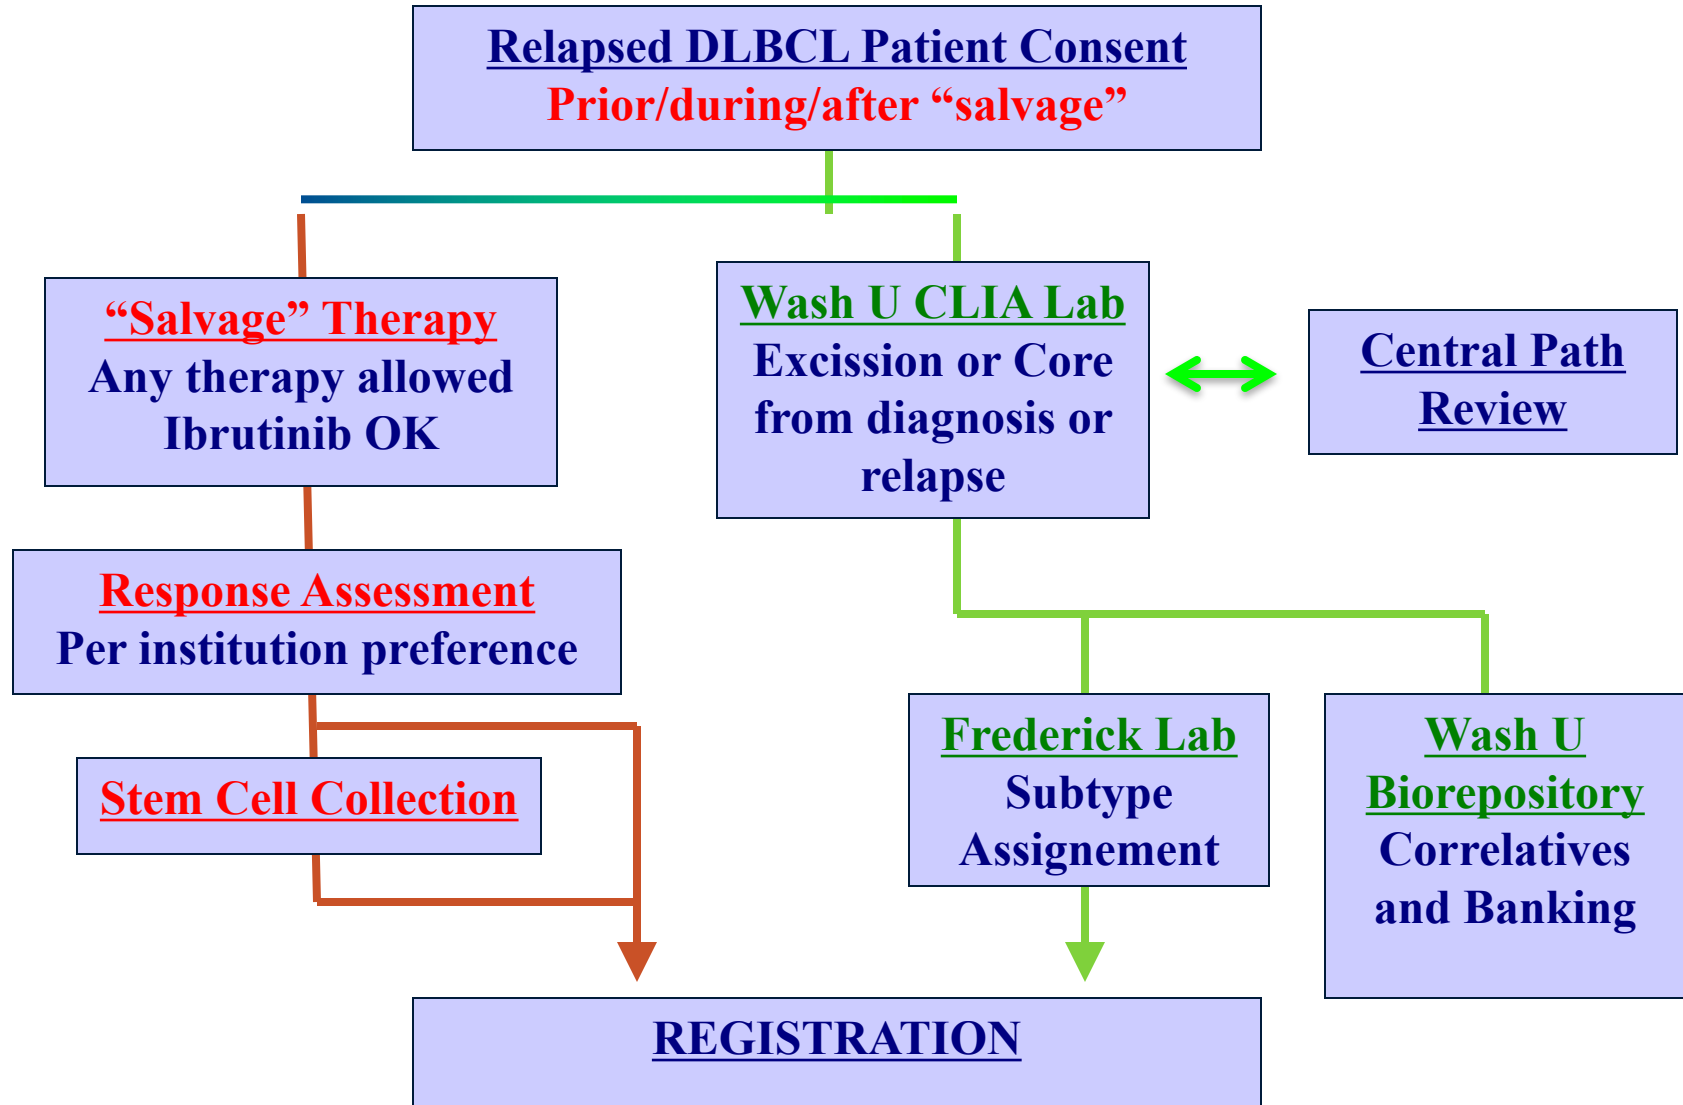 Relapsed DLBCL Patient Consent
Prior/during/after “salvage”
“Salvage” Therapy
Any therapy allowed
Ibrutinib OK
Wash U CLIA Lab
Excission or Core
from diagnosis or
relapse
Central Path
Review
Response Assessment
Per institution preference
Stem Cell Collection
Frederick Lab
Subtype
Assignement
Wash U
Biorepository
Correlatives
and Banking
REGISTRATION